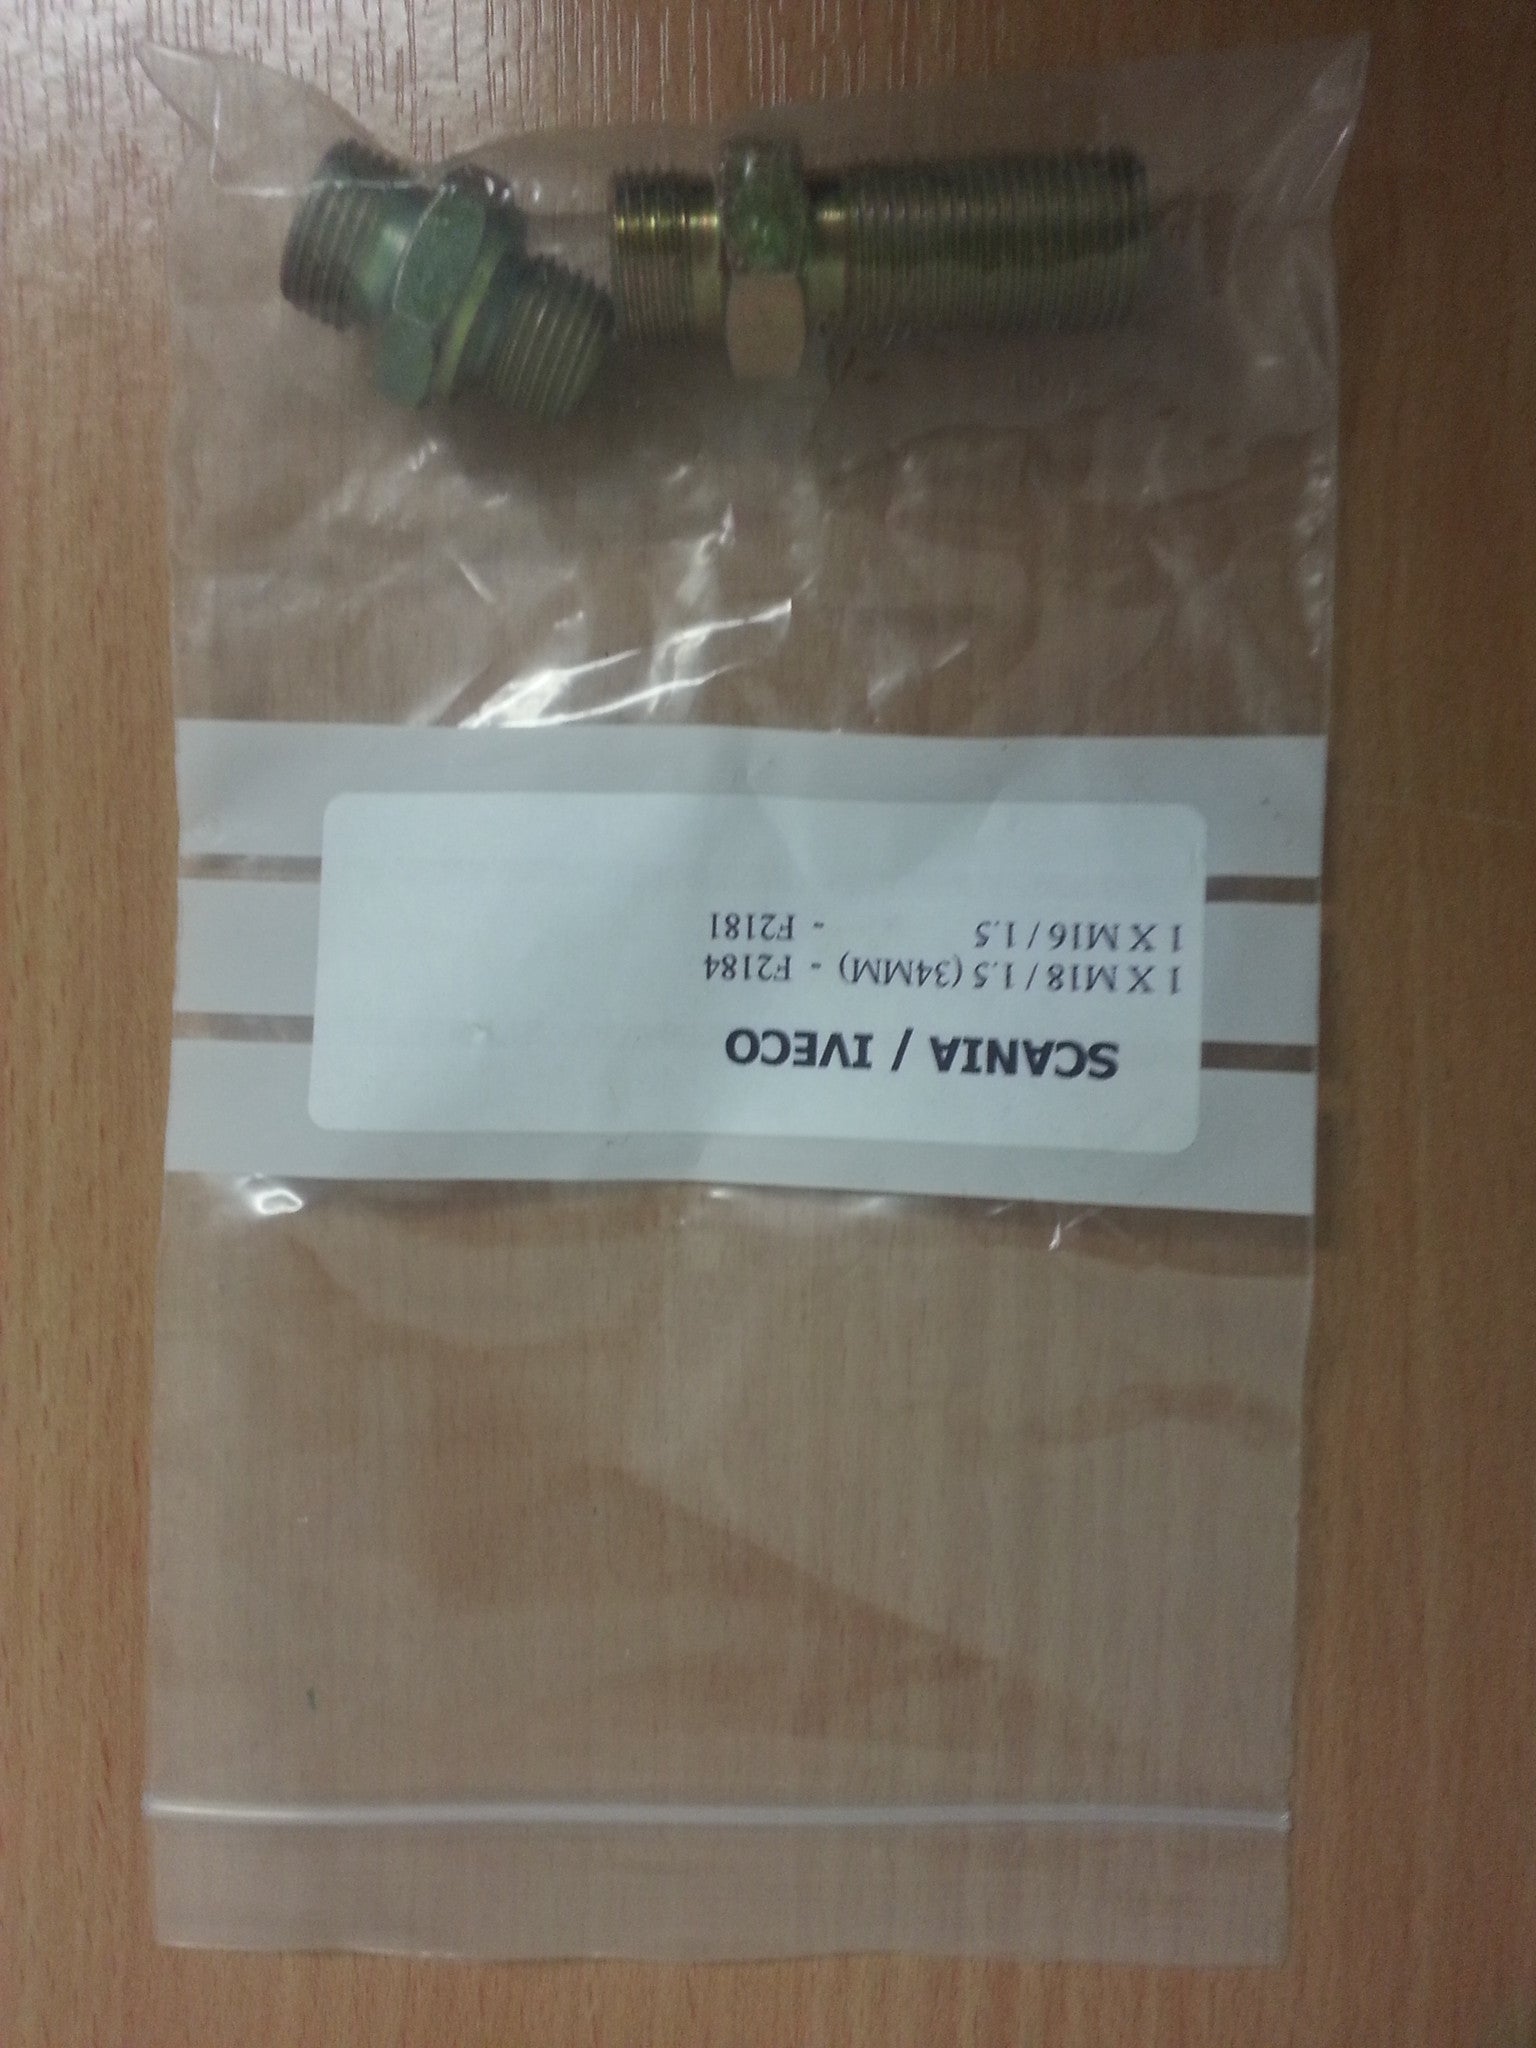 SCANIA / IVECO
1 X M18 / 1.5 (34MM) - F2184
1 X M16 / 1.5 - F2181